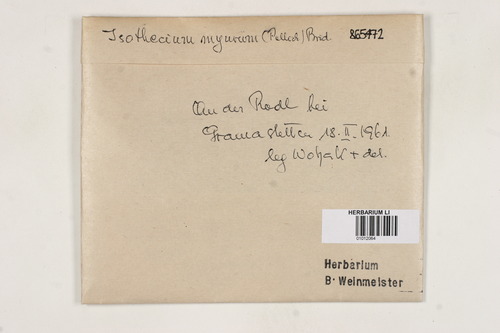 Isothecium myurum (Pollich) Brid. 865472
An der Rodl bei
Gramastetten 18. II. 1961.
leg Wolzak + det.
HERBARIUM LI
01012064
Herbarium
B. Weinmeister